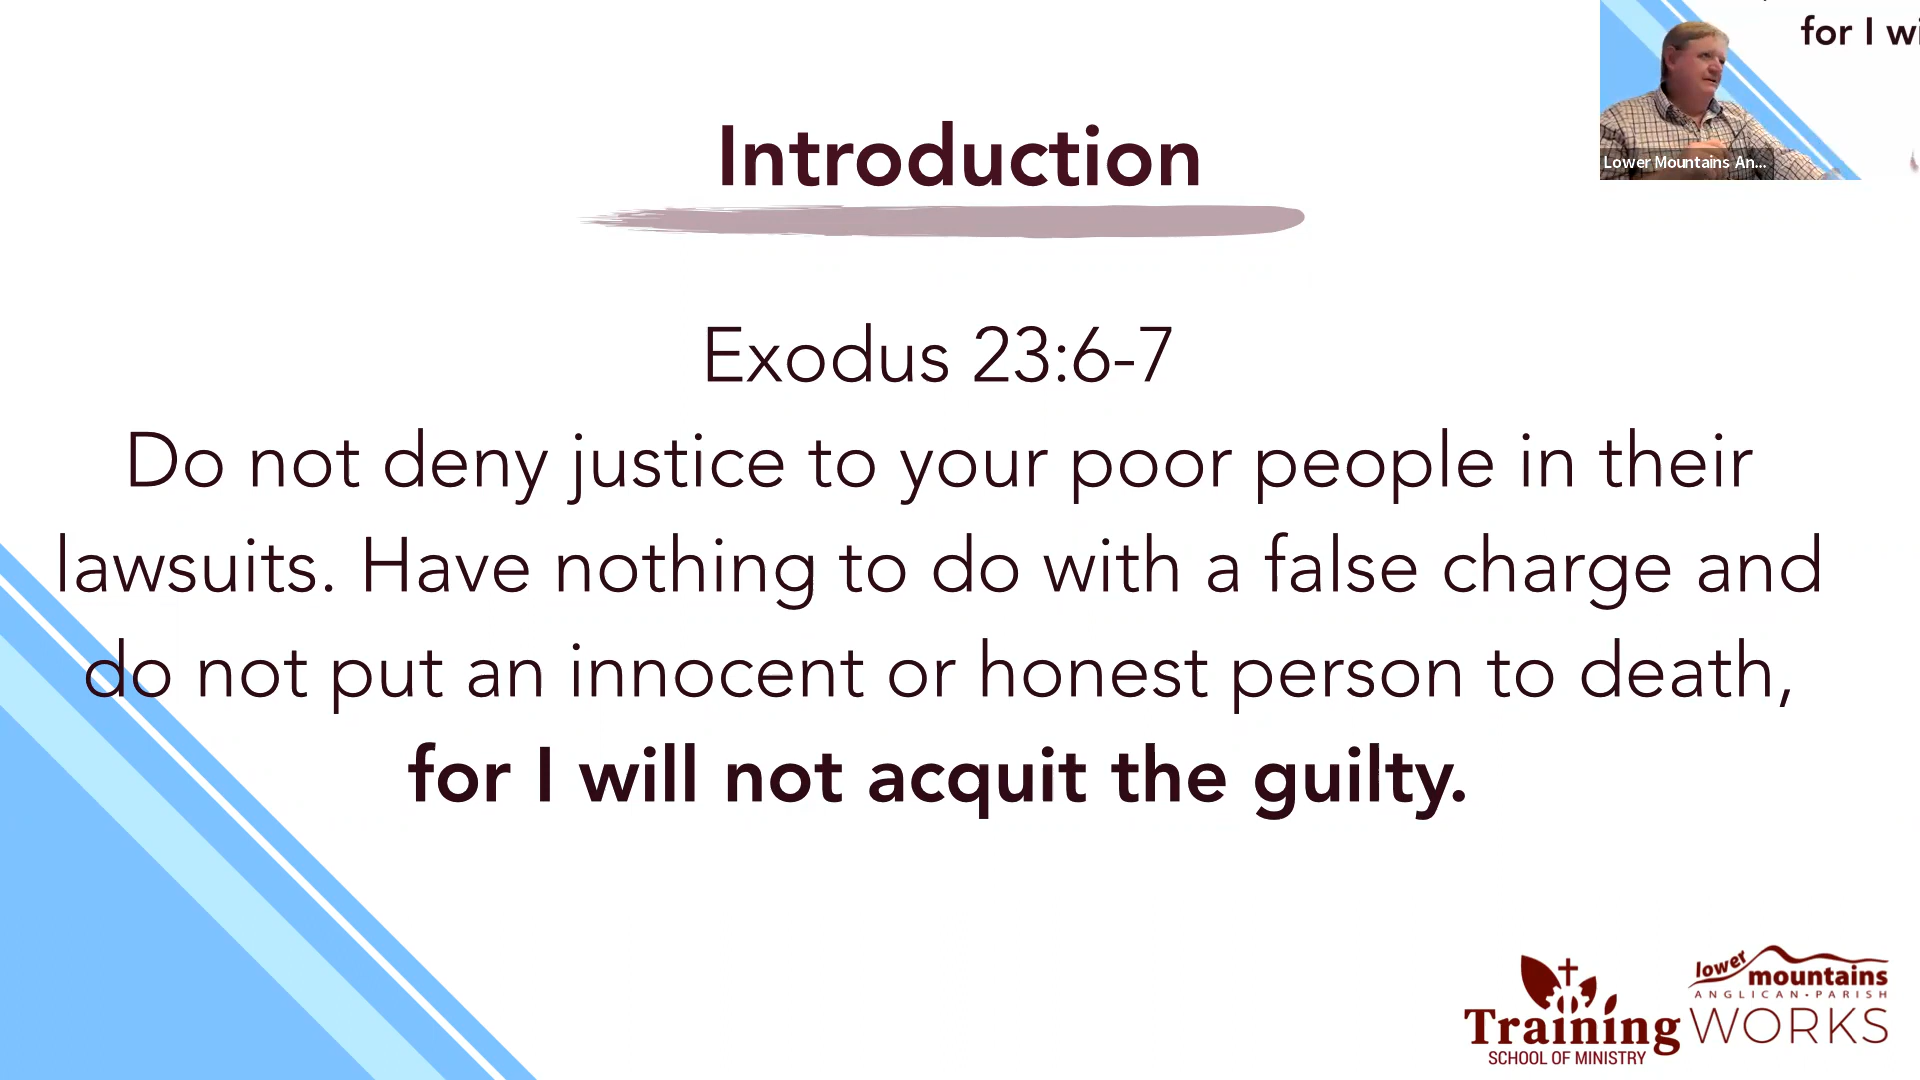 for I wi
Lower Mountains An...
Introduction
Exodus 23:6-7
Do not deny justice to your poor people in their
lawsuits. Have nothing to do with a false charge and
do not put an innocent or honest person to death,
for I will not acquit the guilty.
Training
SCHOOL OF MINISTRY
lower mountains
ANGLICAN • PARISH
WORKS